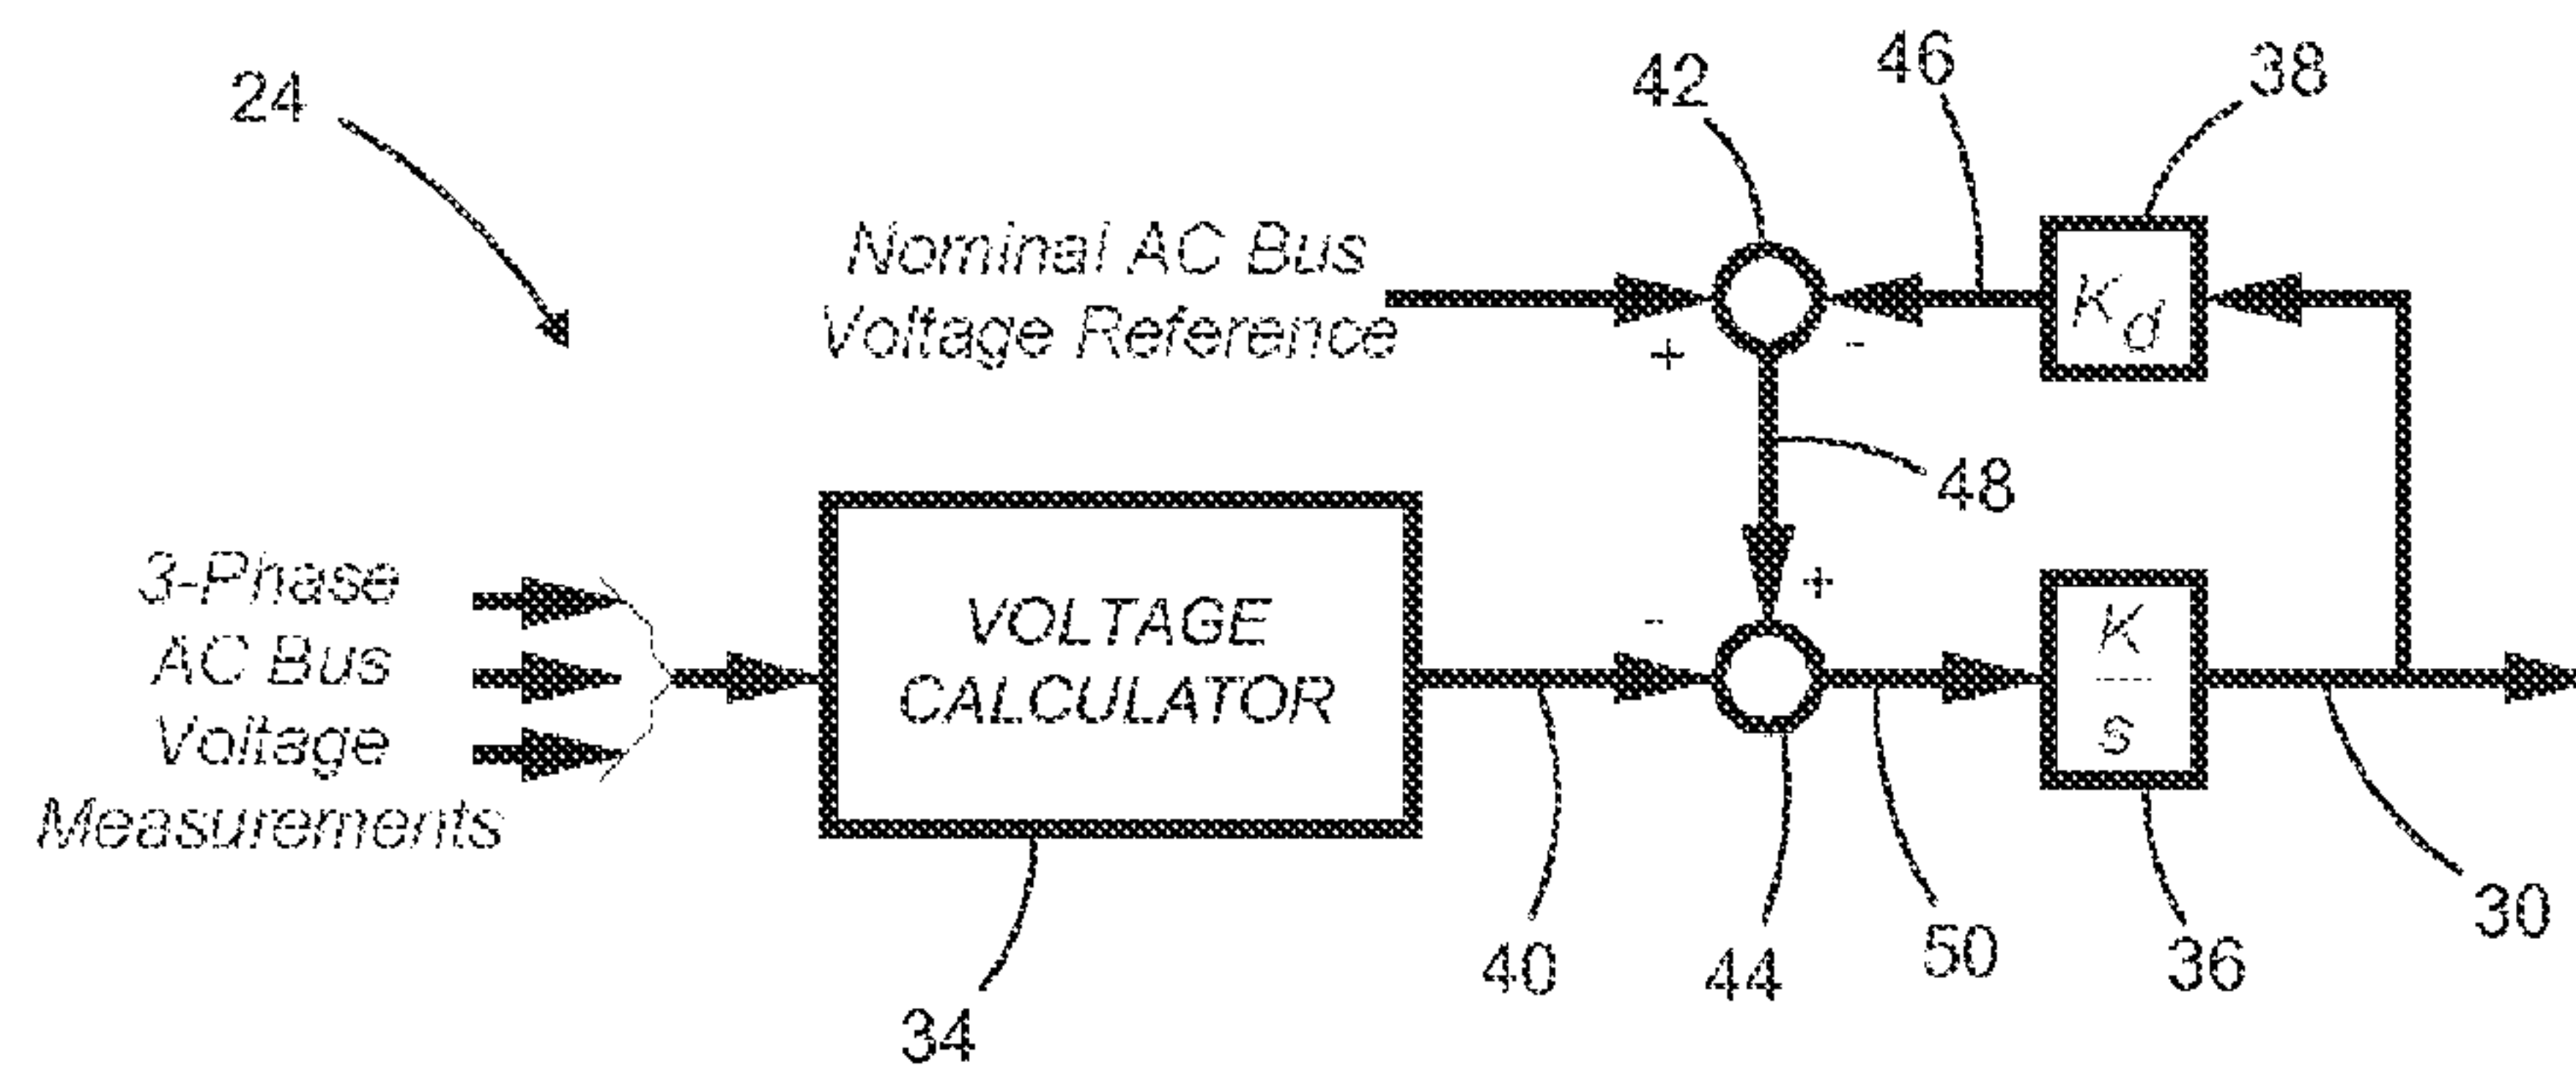 42
46
38
24
Nominal AC Bus
Voltage Reference
+
-
K_d
48
3-Phase
AC Bus
Voltage
Measurements
VOLTAGE
CALCULATOR
-
+
K
s
40
44
50
36
30
34